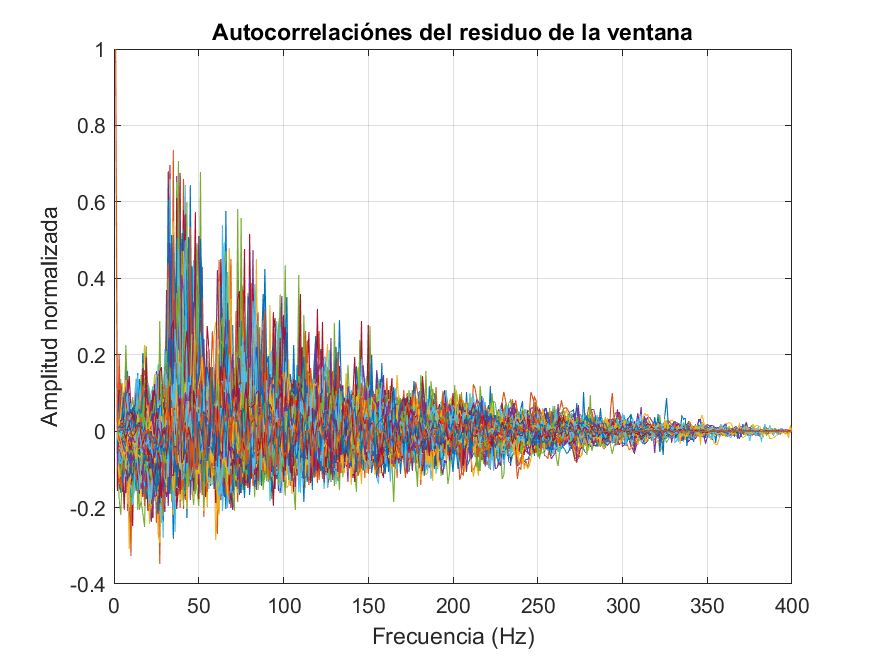 Autocorrelaciónes del residuo de la ventana
1
0.8
0.6
0.4
0.2
0
-0.2
-0.4
Amplitud normalizada
0 50 100 150 200 250 300 350 400
Frecuencia (Hz)